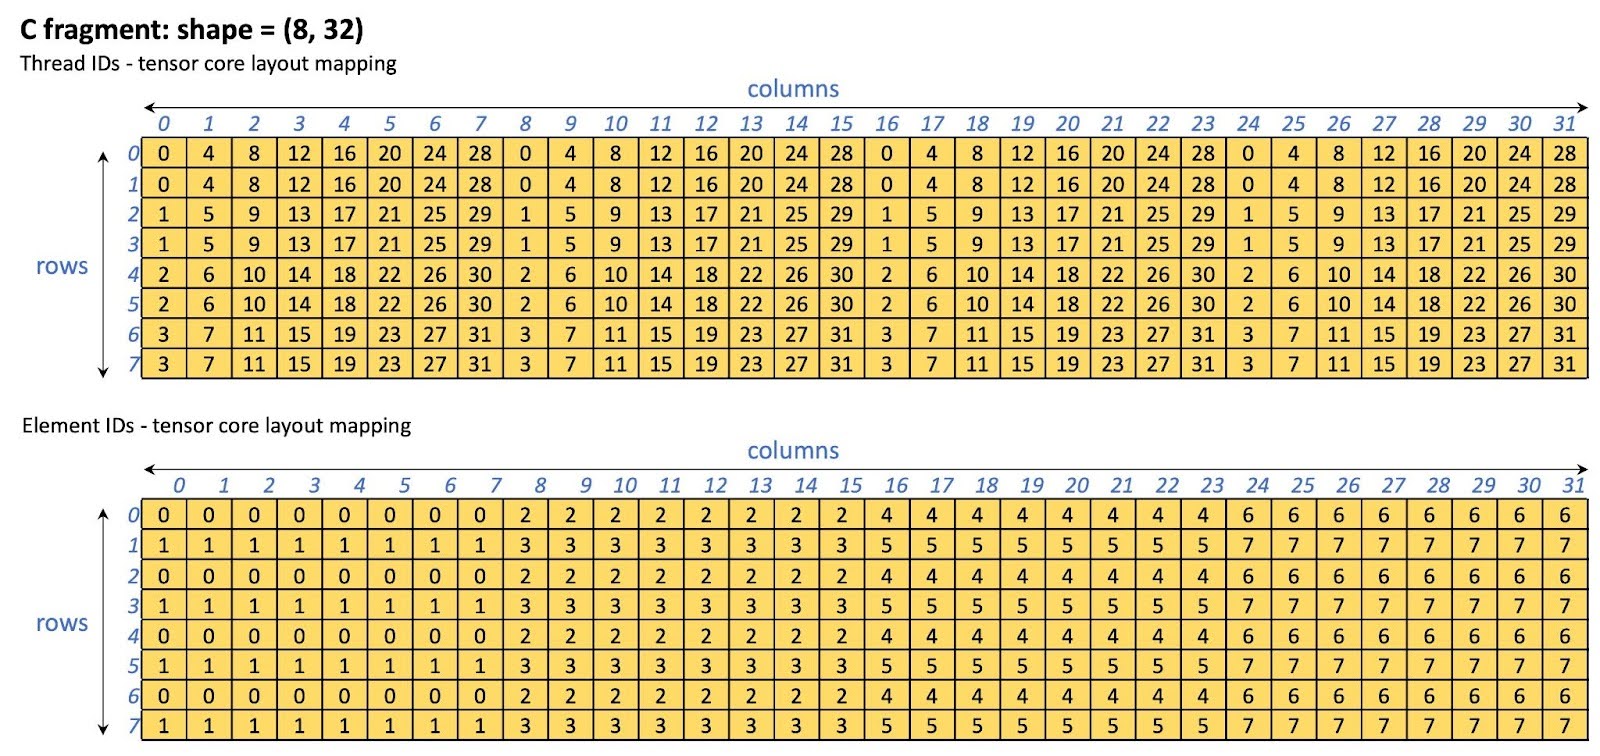 C fragment: shape = (8, 32)
Thread IDs - tensor core layout mapping
columns
0 1 2 3 4 5 6 7 8 9 10 11 12 13 14 15 16 17 18 19 20 21 22 23 24 25 26 27 28 29 30 31
0 0 4 8 12 16 20 24 28 0 4 8 12 16 20 24 28 0 4 8 12 16 20 24 28 0 4 8 12 16 20 24 28
1 0 4 8 12 16 20 24 28 0 4 8 12 16 20 24 28 0 4 8 12 16 20 24 28 0 4 8 12 16 20 24 28
2 1 5 9 13 17 21 25 29 1 5 9 13 17 21 25 29 1 5 9 13 17 21 25 29 1 5 9 13 17 21 25 29
3 1 5 9 13 17 21 25 29 1 5 9 13 17 21 25 29 1 5 9 13 17 21 25 29 1 5 9 13 17 21 25 29
rows
4 2 6 10 14 18 22 26 30 2 6 10 14 18 22 26 30 2 6 10 14 18 22 26 30 2 6 10 14 18 22 26 30
5 2 6 10 14 18 22 26 30 2 6 10 14 18 22 26 30 2 6 10 14 18 22 26 30 2 6 10 14 18 22 26 30
6 3 7 11 15 19 23 27 31 3 7 11 15 19 23 27 31 3 7 11 15 19 23 27 31 3 7 11 15 19 23 27 31
7 3 7 11 15 19 23 27 31 3 7 11 15 19 23 27 31 3 7 11 15 19 23 27 31 3 7 11 15 19 23 27 31
Element IDs - tensor core layout mapping
columns
0 1 2 3 4 5 6 7 8 9 10 11 12 13 14 15 16 17 18 19 20 21 22 23 24 25 26 27 28 29 30 31
0 0 0 0 0 0 0 0 0 2 2 2 2 2 2 2 2 4 4 4 4 4 4 4 4 6 6 6 6 6 6 6 6
1 1 1 1 1 1 1 1 1 3 3 3 3 3 3 3 3 5 5 5 5 5 5 5 5 7 7 7 7 7 7 7 7
2 0 0 0 0 0 0 0 0 2 2 2 2 2 2 2 2 4 4 4 4 4 4 4 4 6 6 6 6 6 6 6 6
3 1 1 1 1 1 1 1 1 3 3 3 3 3 3 3 3 5 5 5 5 5 5 5 5 7 7 7 7 7 7 7 7
rows
4 0 0 0 0 0 0 0 0 2 2 2 2 2 2 2 2 4 4 4 4 4 4 4 4 6 6 6 6 6 6 6 6
5 1 1 1 1 1 1 1 1 3 3 3 3 3 3 3 3 5 5 5 5 5 5 5 5 7 7 7 7 7 7 7 7
6 0 0 0 0 0 0 0 0 2 2 2 2 2 2 2 2 4 4 4 4 4 4 4 4 6 6 6 6 6 6 6 6
7 1 1 1 1 1 1 1 1 3 3 3 3 3 3 3 3 5 5 5 5 5 5 5 5 7 7 7 7 7 7 7 7